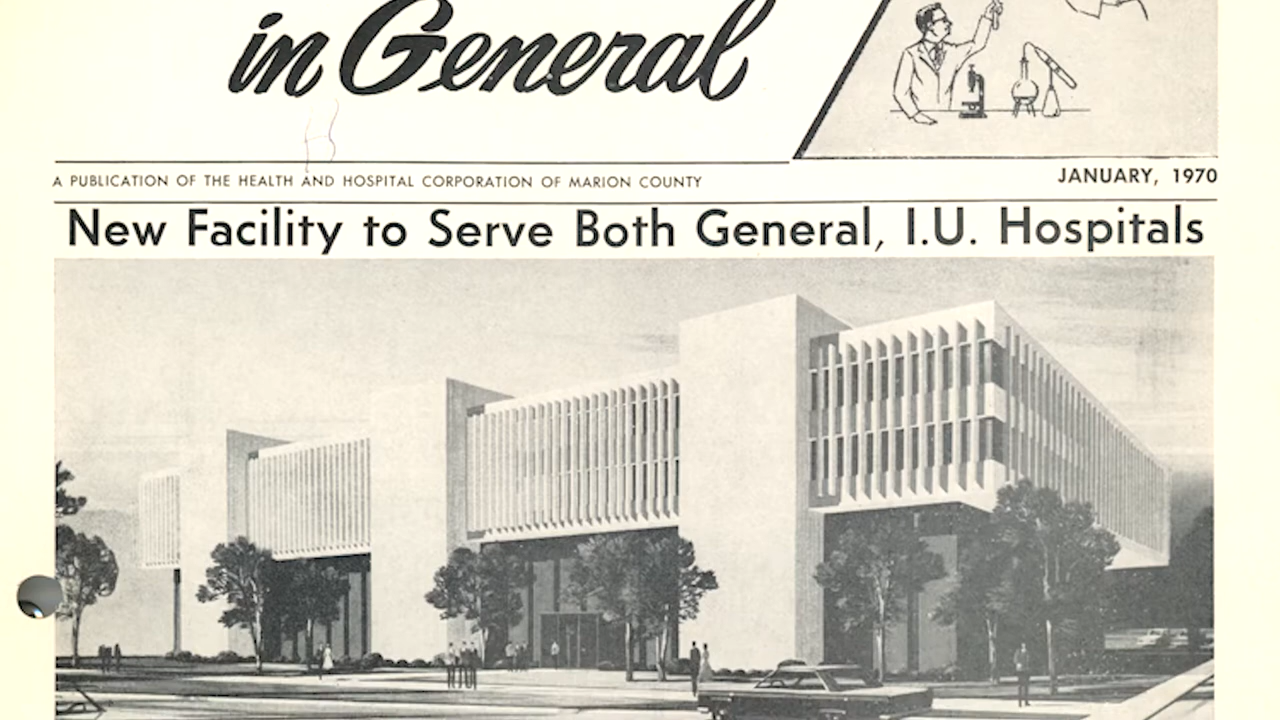 in General
A PUBLICATION OF THE HEALTH AND HOSPITAL CORPORATION OF MARION COUNTY
JANUARY, 1970
New Facility to Serve Both General, I.U. Hospitals